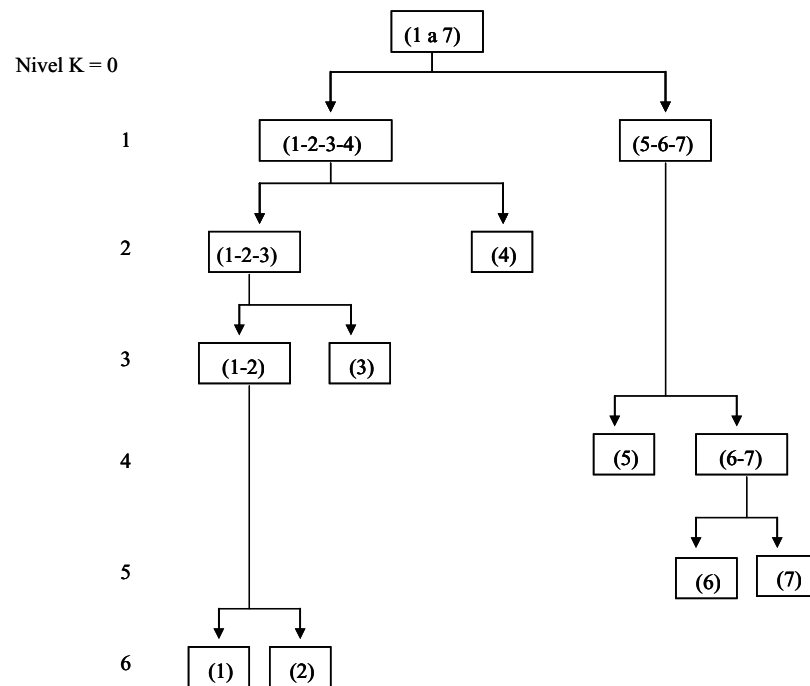 (1 a 7)
Nivel K = 0
1 (1-2-3-4) (5-6-7)
2 (1-2-3) (4)
3 (1-2) (3)
4 (5) (6-7)
5 (6) (7)
6 (1) (2)